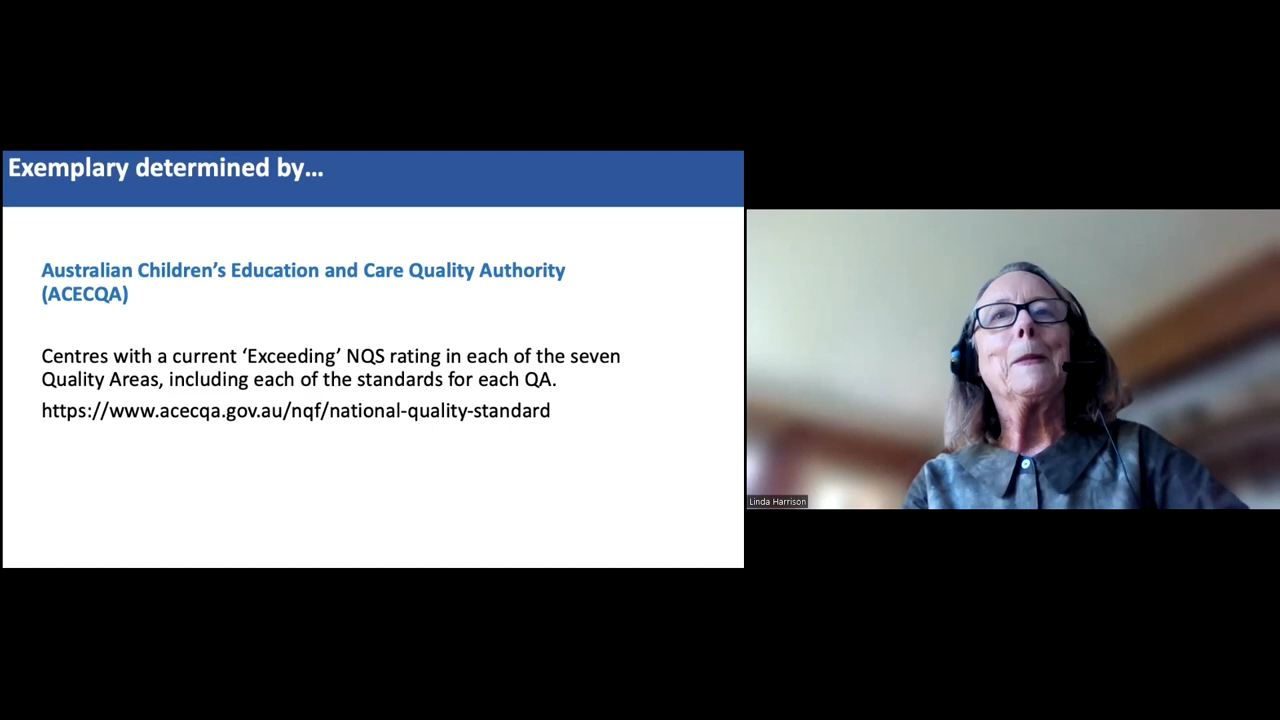 Exemplary determined by…
Australian Children’s Education and Care Quality Authority
(ACECQA)
Centres with a current ‘Exceeding’ NQS rating in each of the seven
Quality Areas, including each of the standards for each QA.
https://www.acecqa.gov.au/nqf/national-quality-standard
Linda Harrison